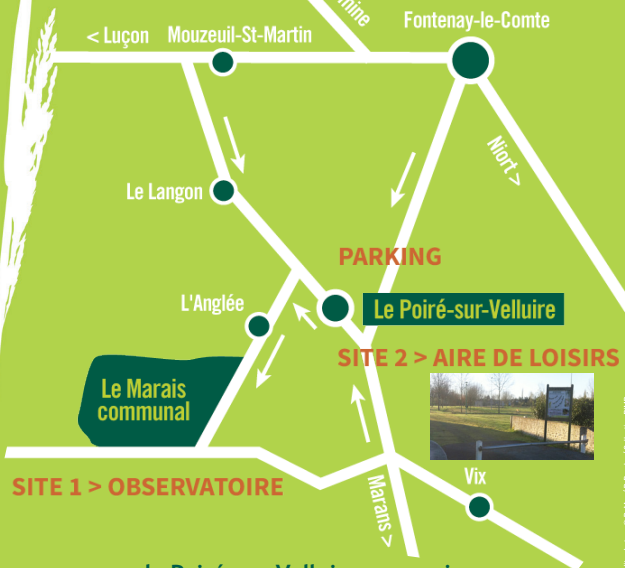 Fontenay-le-Comte
< Luçon
Mouzeuil-St-Martin
Niort >
Le Langon
PARKING
L'Anglée
Le Poiré-sur-Velluire
SITE 2 > AIRE DE LOISIRS
Le Marais
communal
Vix
SITE 1 > OBSERVATOIRE
Marans >